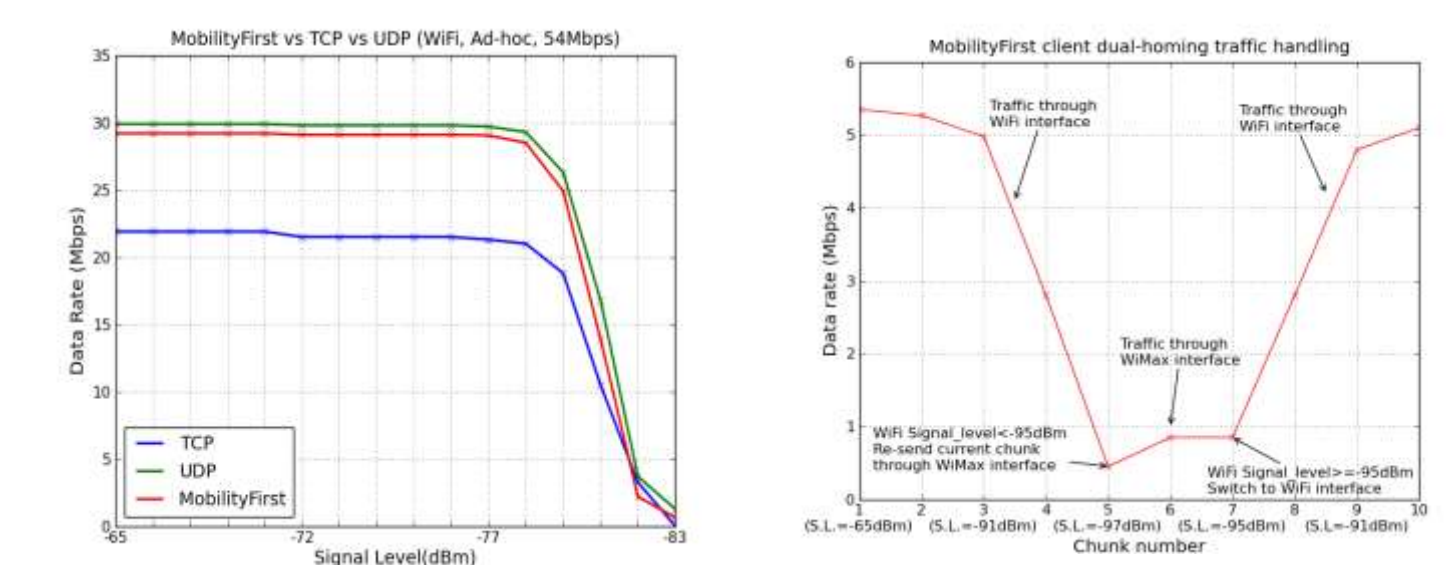 MobilityFirst vs TCP vs UDP (WiFi, Ad-hoc, 54Mbps)
35
30
25
20
15
10
5
0
Data Rate (Mbps)
TCP
UDP
MobilityFirst
-65
-72
-77
-83
Signal Level(dBm)
MobilityFirst client dual-homing traffic handling
6
5
4
3
2
1
0
Data rate (Mbps)
Traffic through
WiFi interface
Traffic through
WiFi interface
Traffic through
WiMax interface
WiFi Signal_level<-95dBm
Re-send current chunk
through WiMax interface
WiFi Signal_level>=-95dBm
Switch to WiFi interface
1 2 3 4 5 6 7 8 9 10
(S.L.=-65dBm) (S.L.=-91dBm) (S.L.=-97dBm) (S.L.=-95dBm) (S.L=-91dBm)
Chunk number